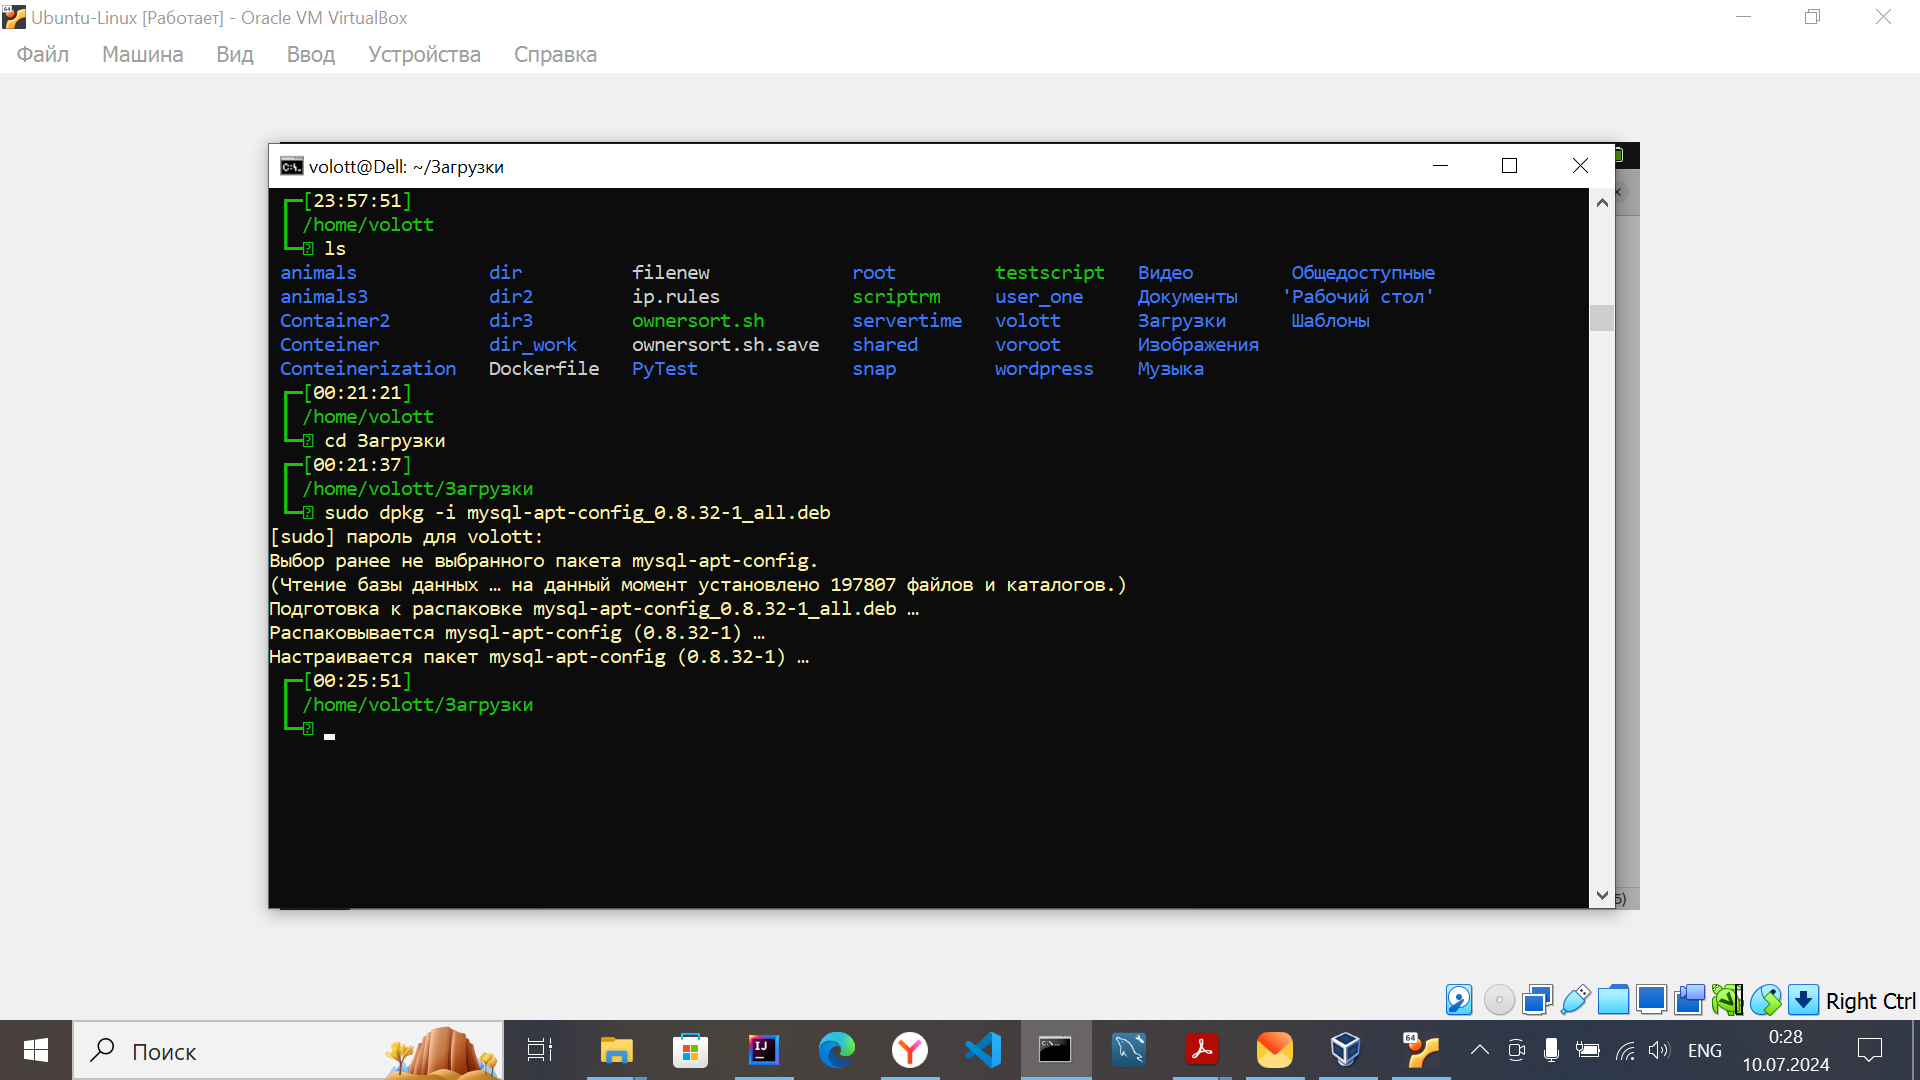 Ubuntu-Linux [Работает] - Oracle VM VirtualBox
Файл Машина Вид Ввод Устройства Справка
volott@Dell: ~/Загрузки
[23:57:51]
/home/volott
ls
animals dir filenew root testscript Видео Общедоступные
animals3 dir2 ip.rules scriptrm user_one Документы 'Рабочий стол'
Container2 dir3 ownersort.sh servertime volott Загрузки Шаблоны
Conteiner dir_work ownersort.sh.save shared voroot Изображения
Conteinerization Dockerfile PyTest snap wordpress Музыка
[00:21:21]
/home/volott
cd Загрузки
[00:21:37]
/home/volott/Загрузки
sudo dpkg -i mysql-apt-config_0.8.32-1_all.deb
[sudo] пароль для volott:
Выбор ранее не выбранного пакета mysql-apt-config.
(Чтение базы данных … на данный момент установлено 197807 файлов и каталогов.)
Подготовка к распаковке mysql-apt-config_0.8.32-1_all.deb …
Распаковывается mysql-apt-config (0.8.32-1) …
Настраивается пакет mysql-apt-config (0.8.32-1) …
[00:25:51]
/home/volott/Загрузки
Б)
Right Ctrl
Поиск
IJ
64
ENG
0:28
10.07.2024